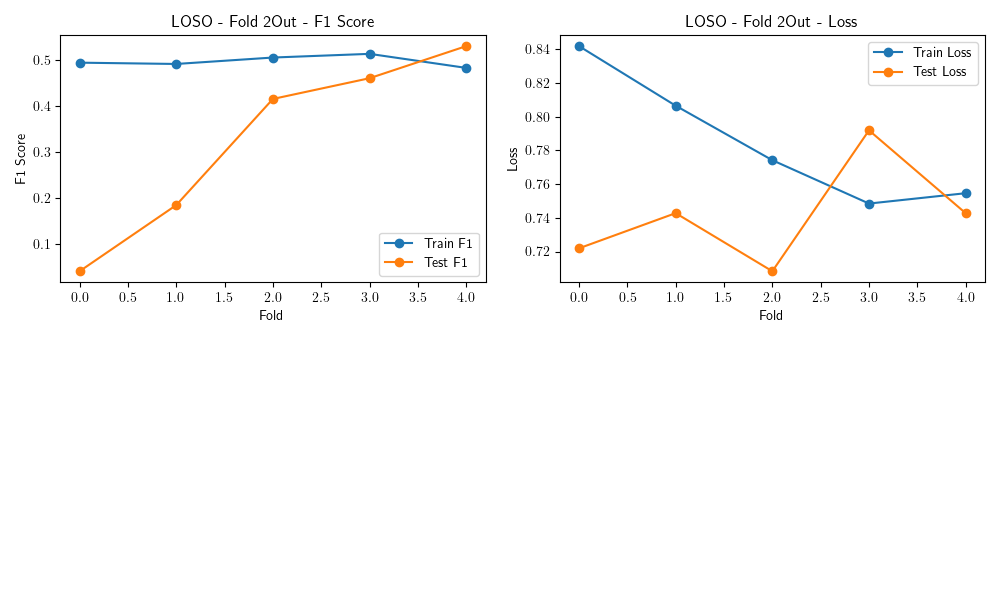 LOSO - Fold 2Out - F1 Score
F1 Score
0.5
0.4
0.3
0.2
0.1
Train F1
Test F1
0.0 0.5 1.0 1.5 2.0 2.5 3.0 3.5 4.0
Fold
LOSO - Fold 2Out - Loss
Loss
0.84
0.82
0.80
0.78
0.76
0.74
0.72
Train Loss
Test Loss
0.0 0.5 1.0 1.5 2.0 2.5 3.0 3.5 4.0
Fold